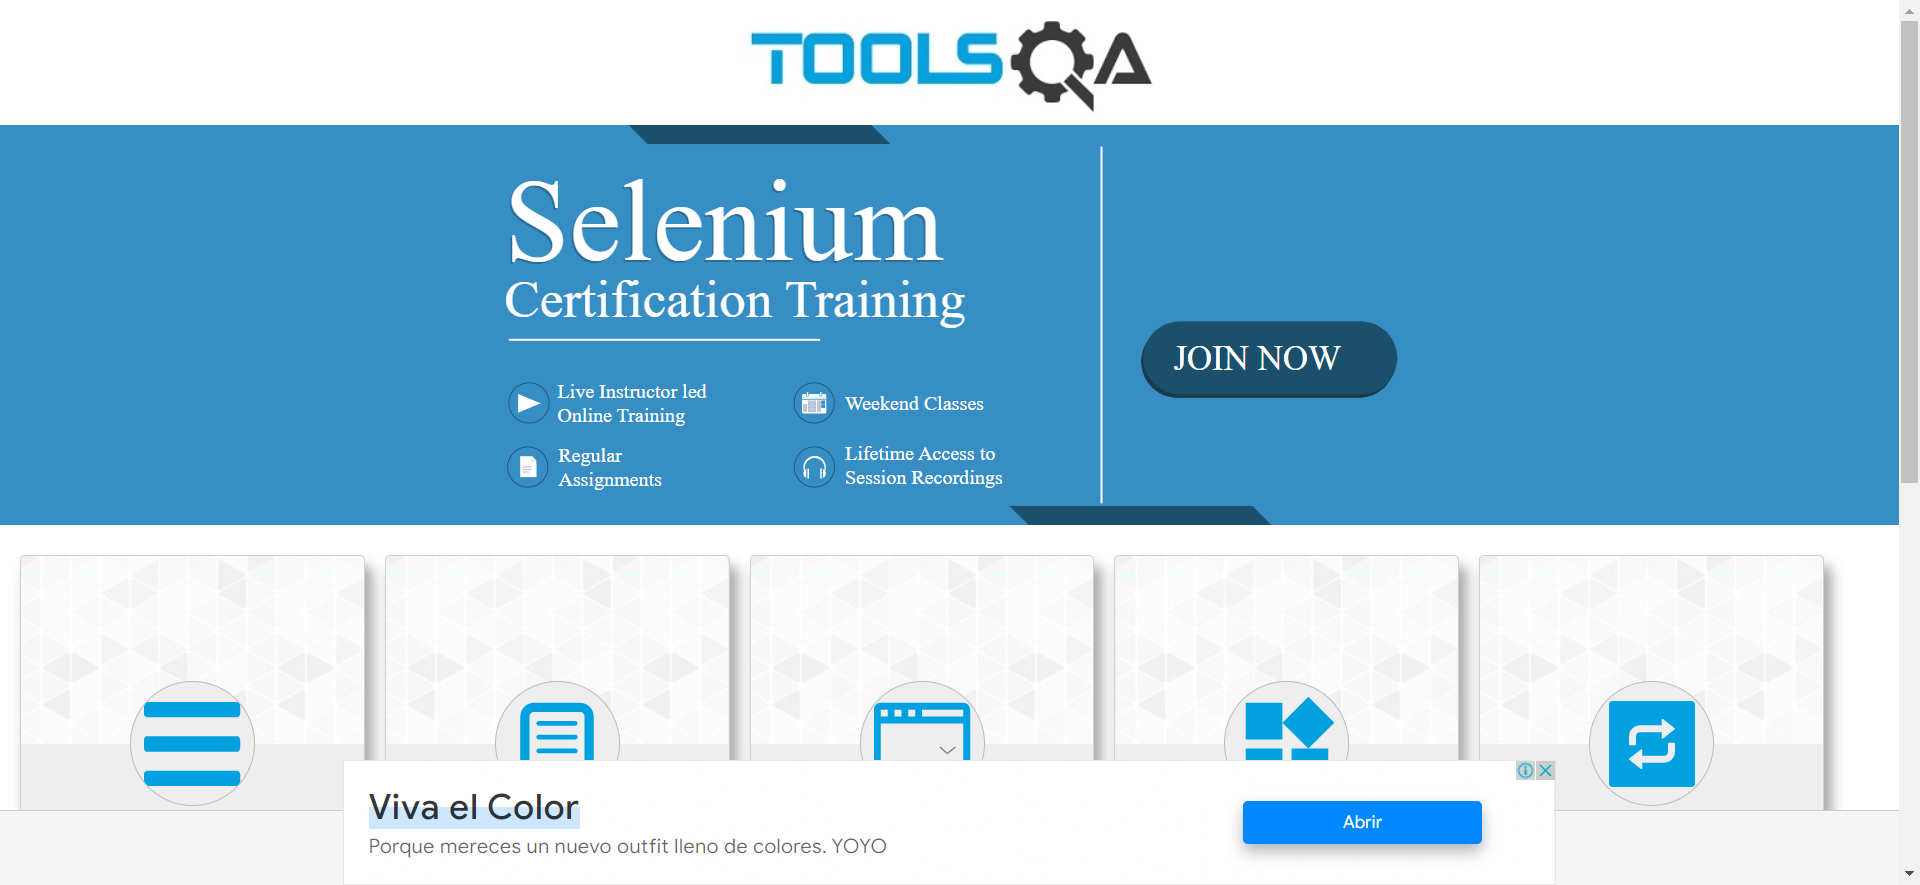 TOOLSQA
Selenium
Certification Training
JOIN NOW
Live Instructor led
Online Training
Weekend Classes
Regular
Assignments
Lifetime Access to
Session Recordings
Viva el Color
Porque mereces un nuevo outfit lleno de colores. YOYO
Abrir